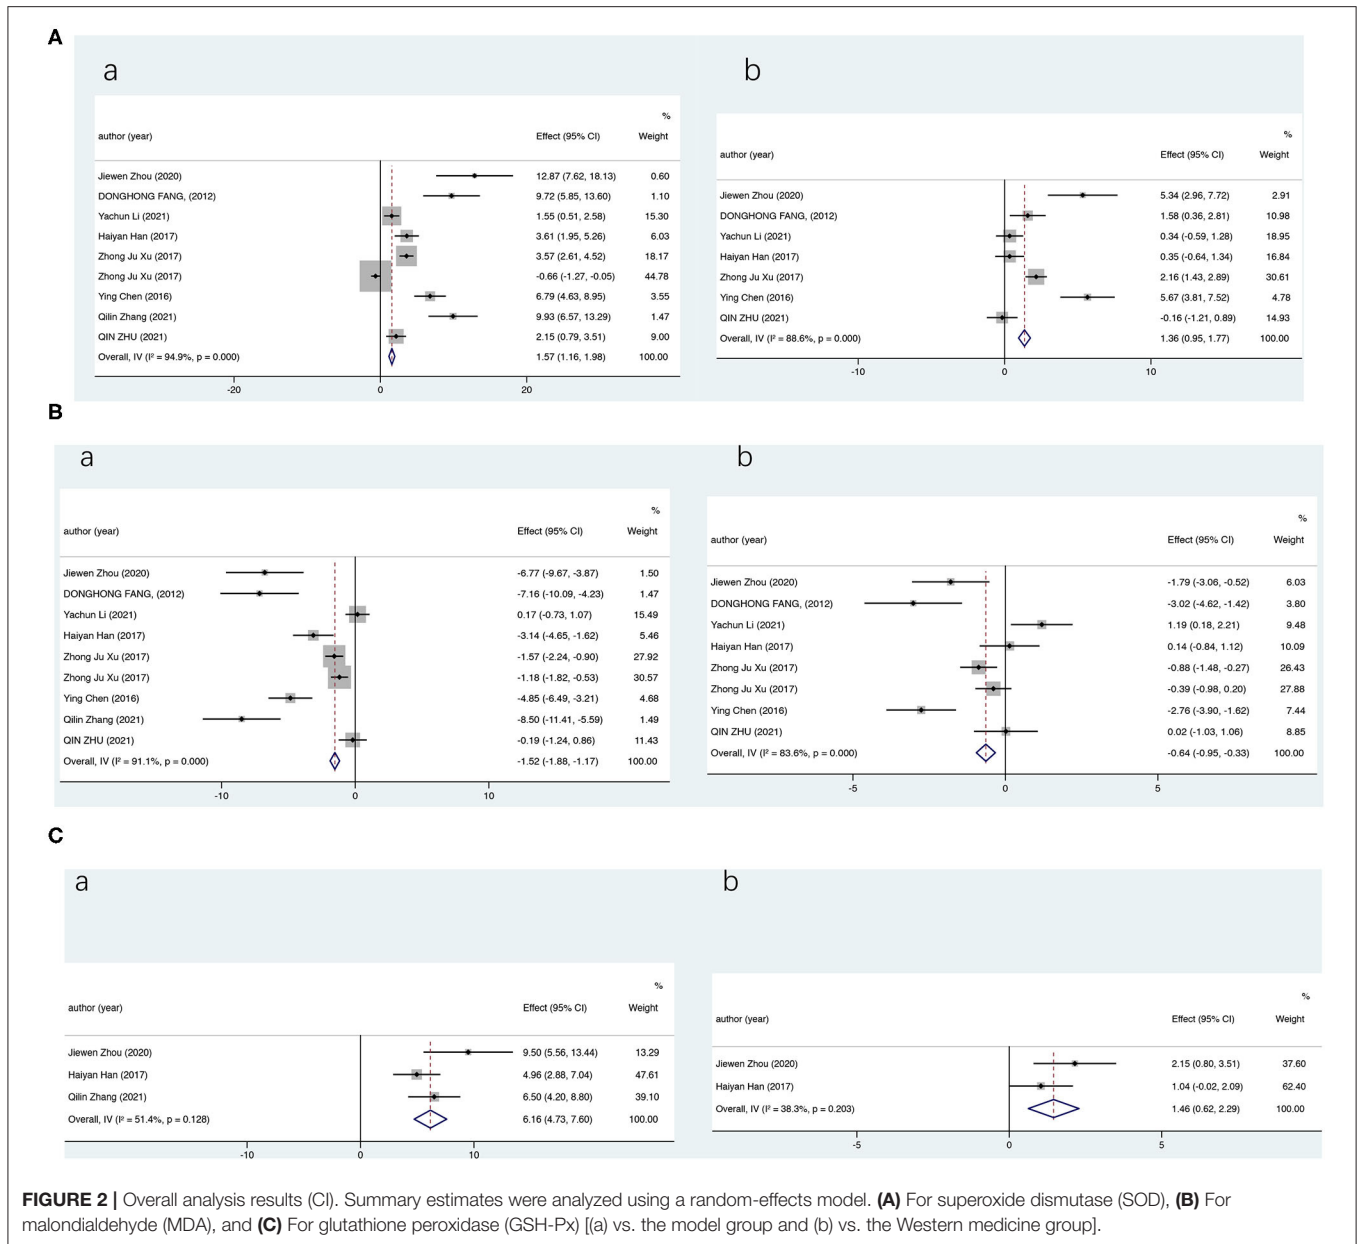 A
a
%
author (year) Effect (95% CI) Weight
Jiewen Zhou (2020) 12.87 (7.62, 18.13) 0.60
DONGHONG FANG, (2012) 9.72 (5.85, 13.60) 1.10
Yachun Li (2021) 1.55 (0.51, 2.58) 15.30
Haiyan Han (2017) 3.61 (1.95, 5.26) 6.03
Zhong Ju Xu (2017) 3.57 (2.61, 4.52) 18.17
Zhong Ju Xu (2017) -0.66 (-1.27, -0.05) 44.78
Ying Chen (2016) 6.79 (4.63, 8.95) 3.55
Qilin Zhang (2021) 9.93 (6.57, 13.29) 1.47
QIN ZHU (2021) 2.15 (0.79, 3.51) 9.00
Overall, IV (I² = 94.9%, p = 0.000) 1.57 (1.16, 1.98) 100.00
-20 0 20
b
%
author (year) Effect (95% CI) Weight
Jiewen Zhou (2020) 5.34 (2.96, 7.72) 2.91
DONGHONG FANG, (2012) 1.58 (0.36, 2.81) 10.98
Yachun Li (2021) 0.34 (-0.59, 1.28) 18.95
Haiyan Han (2017) 0.35 (-0.64, 1.34) 16.84
Zhong Ju Xu (2017) 2.16 (1.43, 2.89) 30.61
Ying Chen (2016) 5.67 (3.81, 7.52) 4.78
QIN ZHU (2021) -0.16 (-1.21, 0.89) 14.93
Overall, IV (I² = 88.6%, p = 0.000) 1.36 (0.95, 1.77) 100.00
-10 0 10
B
a
%
author (year) Effect (95% CI) Weight
Jiewen Zhou (2020) -6.77 (-9.67, -3.87) 1.50
DONGHONG FANG, (2012) -7.16 (-10.09, -4.23) 1.47
Yachun Li (2021) 0.17 (-0.73, 1.07) 15.49
Haiyan Han (2017) -3.14 (-4.65, -1.62) 5.46
Zhong Ju Xu (2017) -1.57 (-2.24, -0.90) 27.92
Zhong Ju Xu (2017) -1.18 (-1.82, -0.53) 30.57
Ying Chen (2016) -4.85 (-6.49, -3.21) 4.68
Qilin Zhang (2021) -8.50 (-11.41, -5.59) 1.49
QIN ZHU (2021) -0.19 (-1.24, 0.86) 11.43
Overall, IV (I² = 91.1%, p = 0.000) -1.52 (-1.88, -1.17) 100.00
-10 0 10
b
%
author (year) Effect (95% CI) Weight
Jiewen Zhou (2020) -1.79 (-3.06, -0.52) 6.03
DONGHONG FANG, (2012) -3.02 (-4.62, -1.42) 3.80
Yachun Li (2021) 1.19 (0.18, 2.21) 9.48
Haiyan Han (2017) 0.14 (-0.84, 1.12) 10.09
Zhong Ju Xu (2017) -0.88 (-1.48, -0.27) 26.43
Zhong Ju Xu (2017) -0.39 (-0.98, 0.20) 27.88
Ying Chen (2016) -2.76 (-3.90, -1.62) 7.44
QIN ZHU (2021) 0.02 (-1.03, 1.06) 8.85
Overall, IV (I² = 83.6%, p = 0.000) -0.64 (-0.95, -0.33) 100.00
-5 0 5
C
a
%
author (year) Effect (95% CI) Weight
Jiewen Zhou (2020) 9.50 (5.56, 13.44) 13.29
Haiyan Han (2017) 4.96 (2.88, 7.04) 47.61
Qilin Zhang (2021) 6.50 (4.20, 8.80) 39.10
Overall, IV (I² = 51.4%, p = 0.128) 6.16 (4.73, 7.60) 100.00
-10 0 10
b
%
author (year) Effect (95% CI) Weight
Jiewen Zhou (2020) 2.15 (0.80, 3.51) 37.60
Haiyan Han (2017) 1.04 (-0.02, 2.09) 62.40
Overall, IV (I² = 38.3%, p = 0.203) 1.46 (0.62, 2.29) 100.00
-5 0 5
FIGURE 2 | Overall analysis results (CI). Summary estimates were analyzed using a random-effects model. (A) For superoxide dismutase (SOD), (B) For
malondialdehyde (MDA), and (C) For glutathione peroxidase (GSH-Px) [(a) vs. the model group and (b) vs. the Western medicine group].